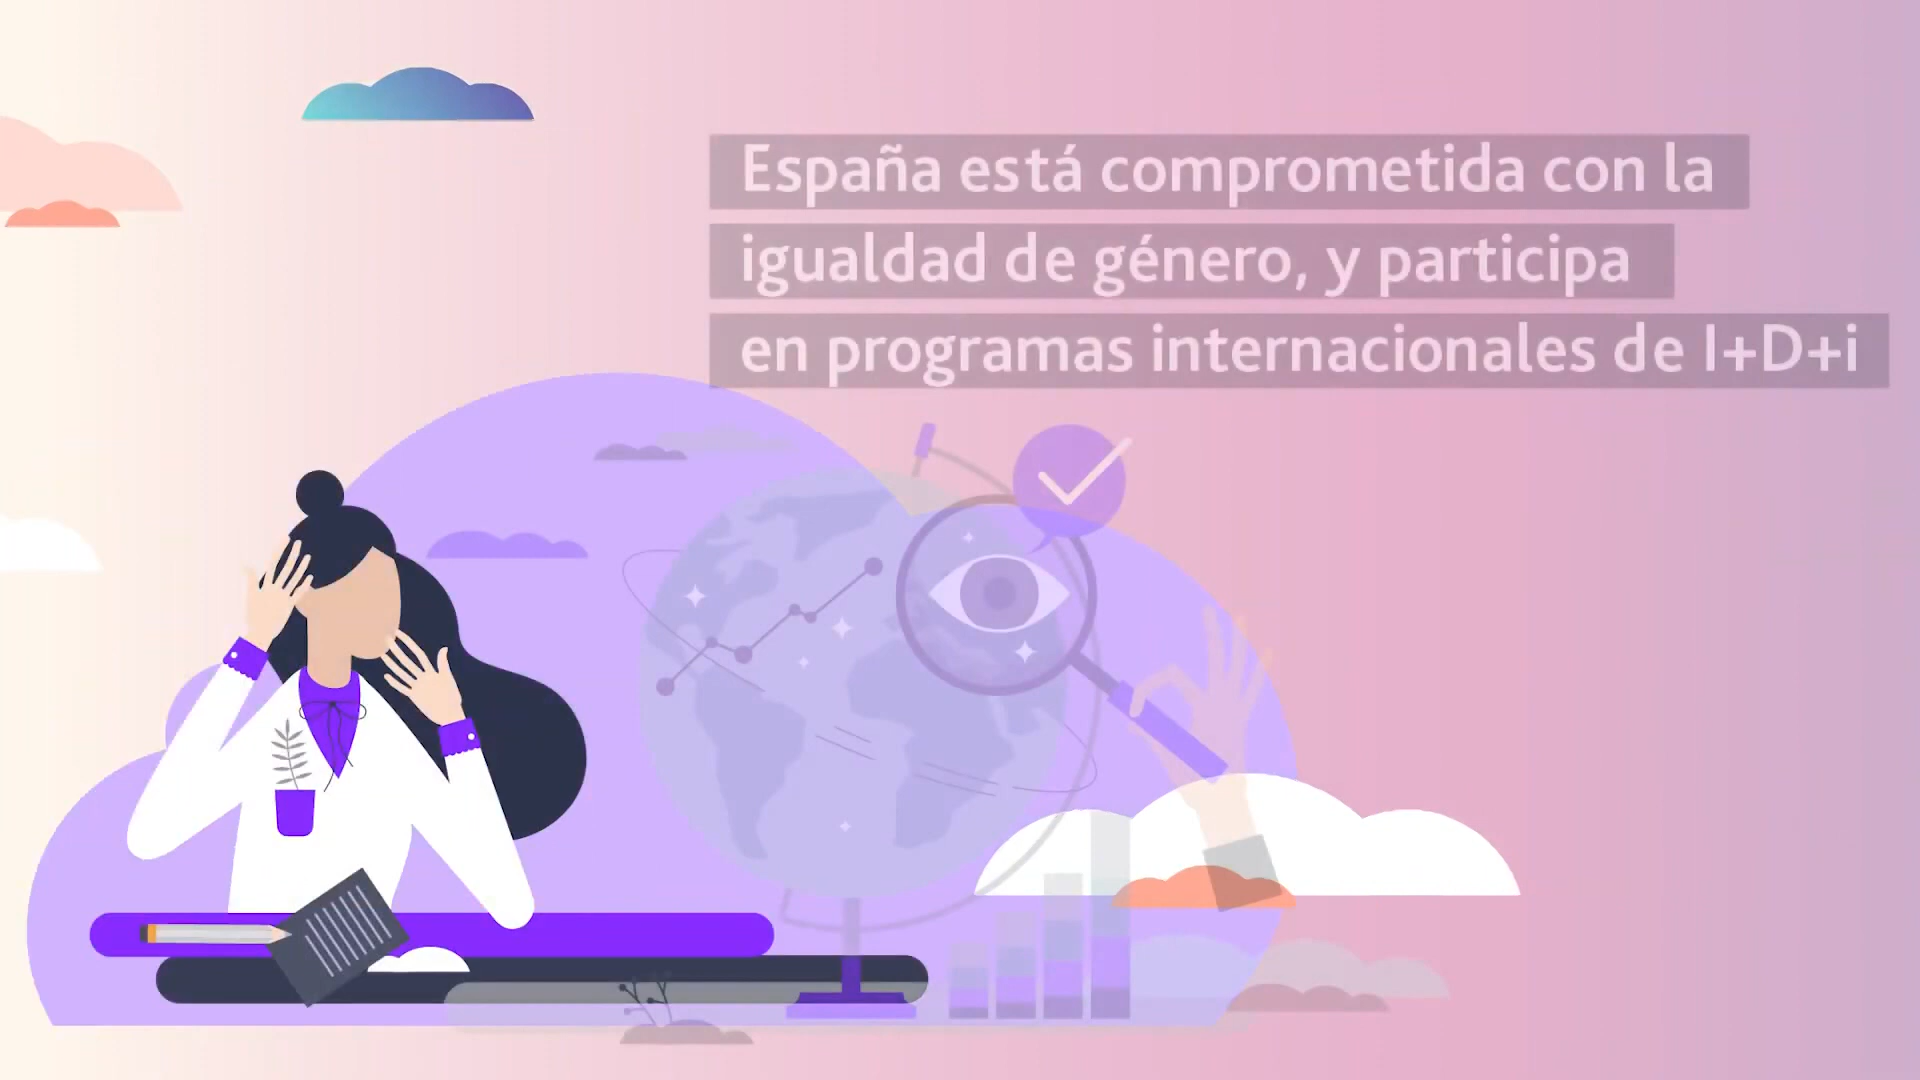 España está comprometida con la
igualdad de género, y participa
en programas internacionales de I+D+i